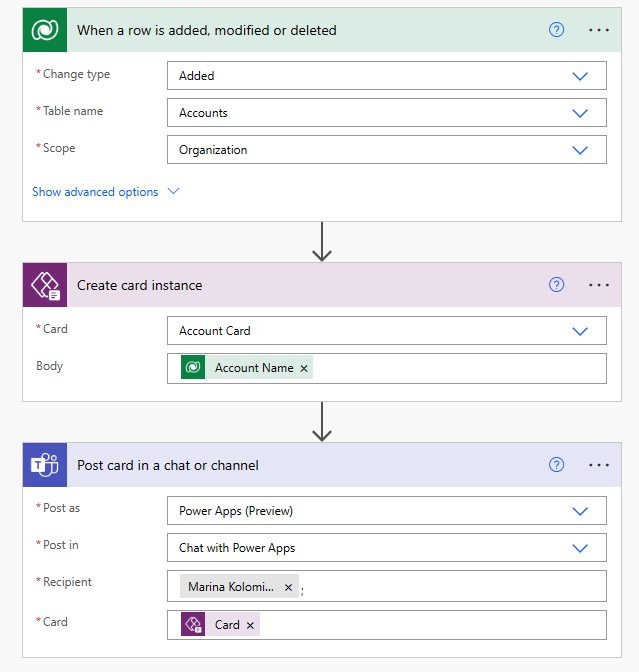 When a row is added, modified or deleted
* Change type
Added
* Table name
Accounts
* Scope
Organization
Show advanced options
Create card instance
* Card
Account Card
Body
Account Name ×
Post card in a chat or channel
* Post as
Power Apps (Preview)
* Post in
Chat with Power Apps
* Recipient
Marina Kolomi... × ;
* Card
Card ×